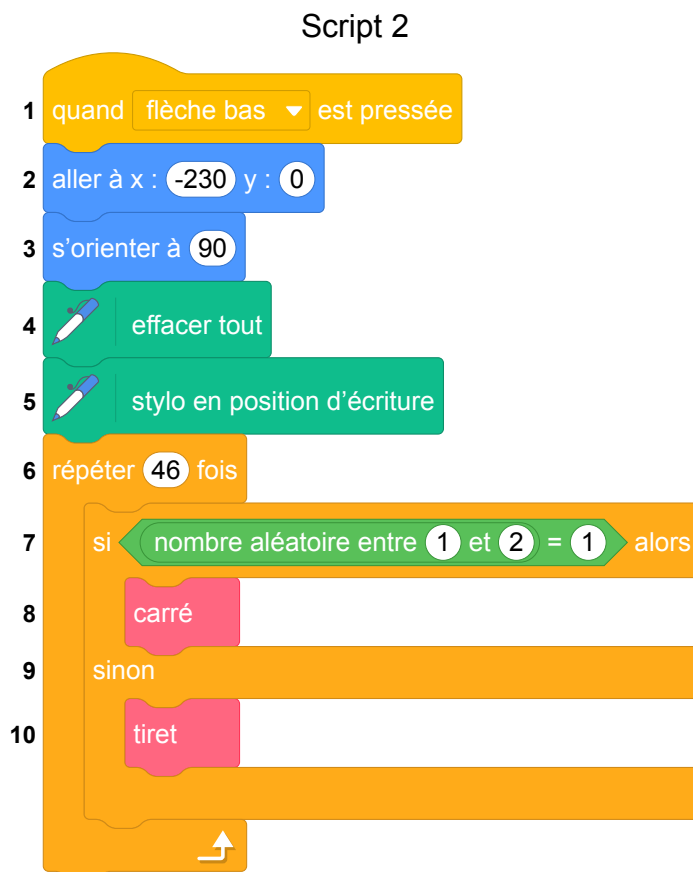 Script 2
1 quand flèche bas est pressée
2 aller à x : -230 y : 0
3 s’orienter à 90
4 effacer tout
5 stylo en position d’écriture
6 répéter 46 fois
7 si nombre aléatoire entre 1 et 2 = 1 alors
8 carré
9 sinon
10 tiret